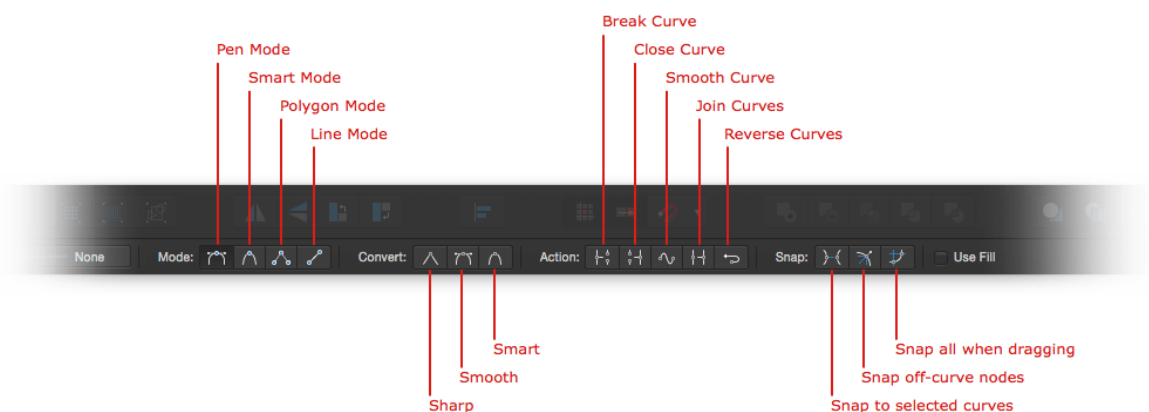 Break Curve
Pen Mode
Close Curve
Smart Mode
Smooth Curve
Polygon Mode
Join Curves
Line Mode
Reverse Curves
None
Mode:
Convert:
Action:
Snap:
Use Fill
Smart
Snap all when dragging
Smooth
Snap off-curve nodes
Sharp
Snap to selected curves